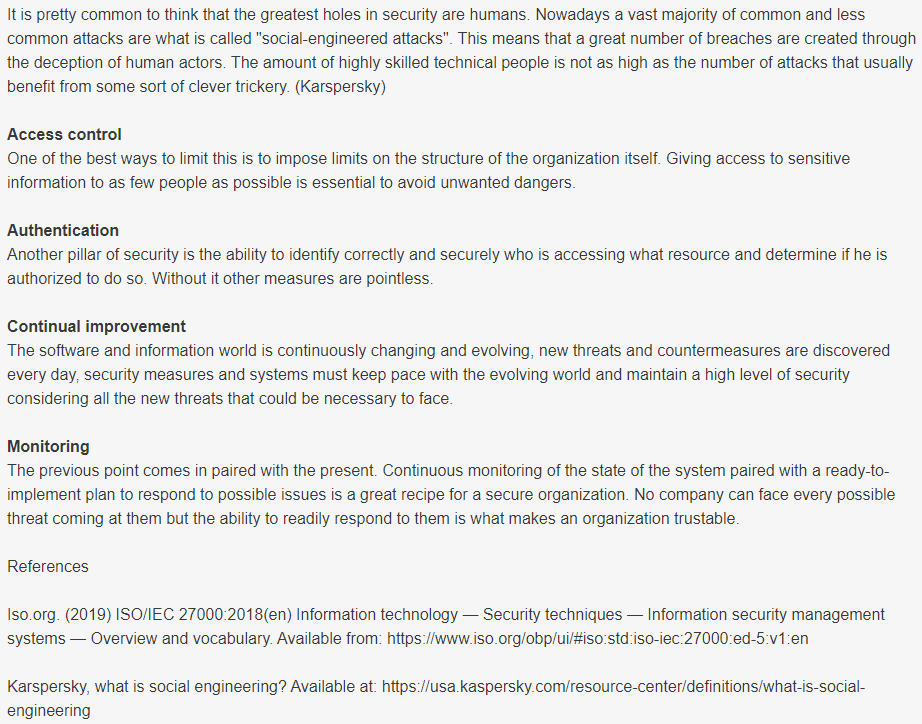 It is pretty common to think that the greatest holes in security are humans. Nowadays a vast majority of common and less
common attacks are what is called "social-engineered attacks". This means that a great number of breaches are created through
the deception of human actors. The amount of highly skilled technical people is not as high as the number of attacks that usually
benefit from some sort of clever trickery. (Karspersky)
Access control
One of the best ways to limit this is to impose limits on the structure of the organization itself. Giving access to sensitive
information to as few people as possible is essential to avoid unwanted dangers.
Authentication
Another pillar of security is the ability to identify correctly and securely who is accessing what resource and determine if he is
authorized to do so. Without it other measures are pointless.
Continual improvement
The software and information world is continuously changing and evolving, new threats and countermeasures are discovered
every day, security measures and systems must keep pace with the evolving world and maintain a high level of security
considering all the new threats that could be necessary to face.
Monitoring
The previous point comes in paired with the present. Continuous monitoring of the state of the system paired with a ready-to-
implement plan to respond to possible issues is a great recipe for a secure organization. No company can face every possible
threat coming at them but the ability to readily respond to them is what makes an organization trustable.
References
Iso.org. (2019) ISO/IEC 27000:2018(en) Information technology — Security techniques — Information security management
systems — Overview and vocabulary. Available from: https://www.iso.org/obp/ui/#iso:std:iso-iec:27000:ed-5:v1:en
Karspersky, what is social engineering? Available at: https://usa.kaspersky.com/resource-center/definitions/what-is-social-
engineering